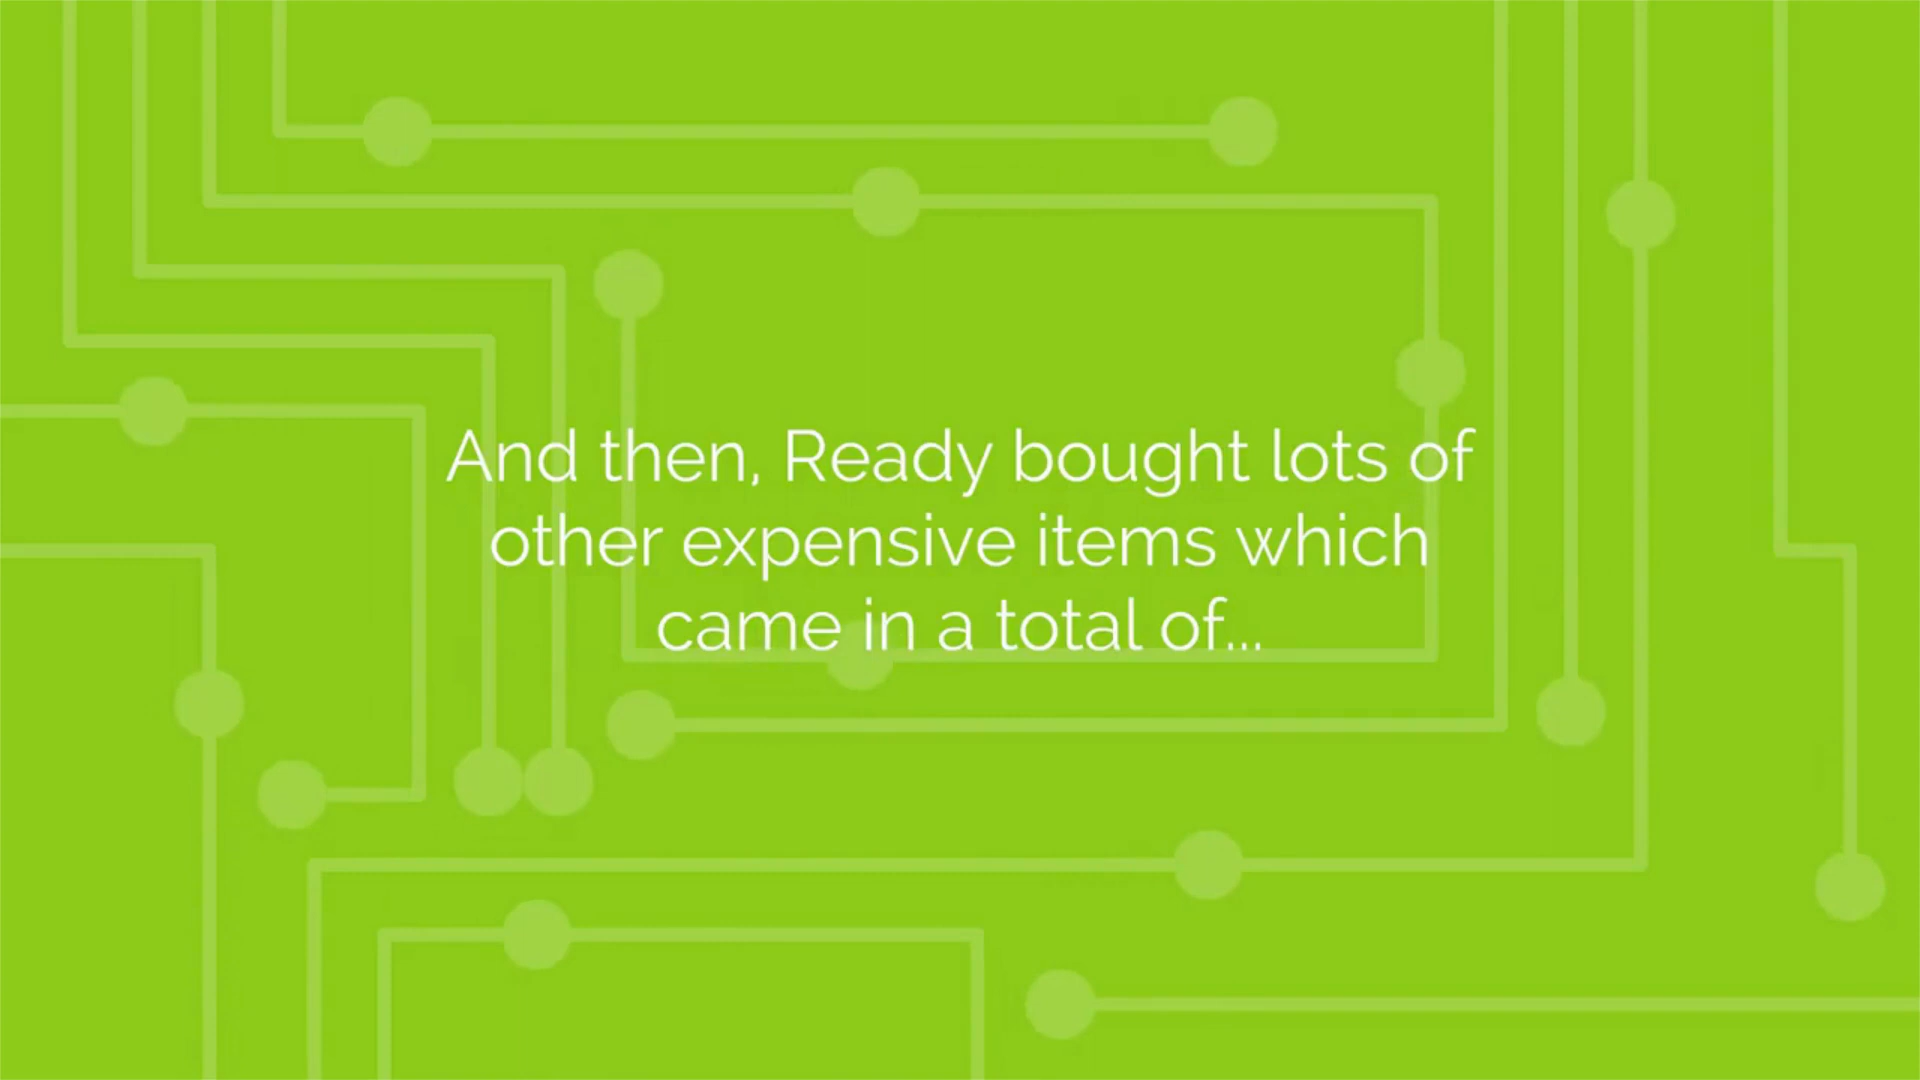 And then, Ready bought lots of
other expensive items which
came in a total of...